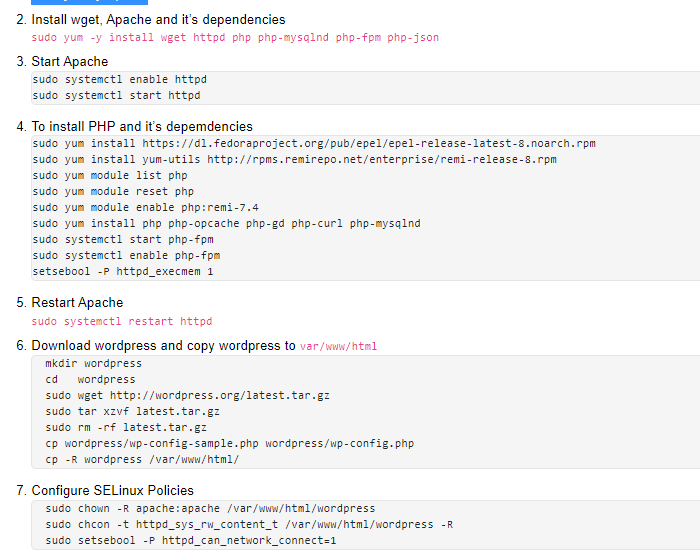 2. Install wget, Apache and it's dependencies
sudo yum -y install wget httpd php php-mysqlnd php-fpm php-json
3. Start Apache
sudo systemctl enable httpd
sudo systemctl start httpd
4. To install PHP and it's depemdencies
sudo yum install https://dl.fedoraproject.org/pub/epel/epel-release-latest-8.noarch.rpm
sudo yum install yum-utils http://rpms.remirepo.net/enterprise/remi-release-8.rpm
sudo yum module list php
sudo yum module reset php
sudo yum module enable php:remi-7.4
sudo yum install php php-opcache php-gd php-curl php-mysqlnd
sudo systemctl start php-fpm
sudo systemctl enable php-fpm
setsebool -P httpd_execmem 1
5. Restart Apache
sudo systemctl restart httpd
6. Download wordpress and copy wordpress to var/www/html
mkdir wordpress
cd   wordpress
sudo wget http://wordpress.org/latest.tar.gz
sudo tar xzvf latest.tar.gz
sudo rm -rf latest.tar.gz
cp wordpress/wp-config-sample.php wordpress/wp-config.php
cp -R wordpress /var/www/html/
7. Configure SELinux Policies
sudo chown -R apache:apache /var/www/html/wordpress
sudo chcon -t httpd_sys_rw_content_t /var/www/html/wordpress -R
sudo setsebool -P httpd_can_network_connect=1